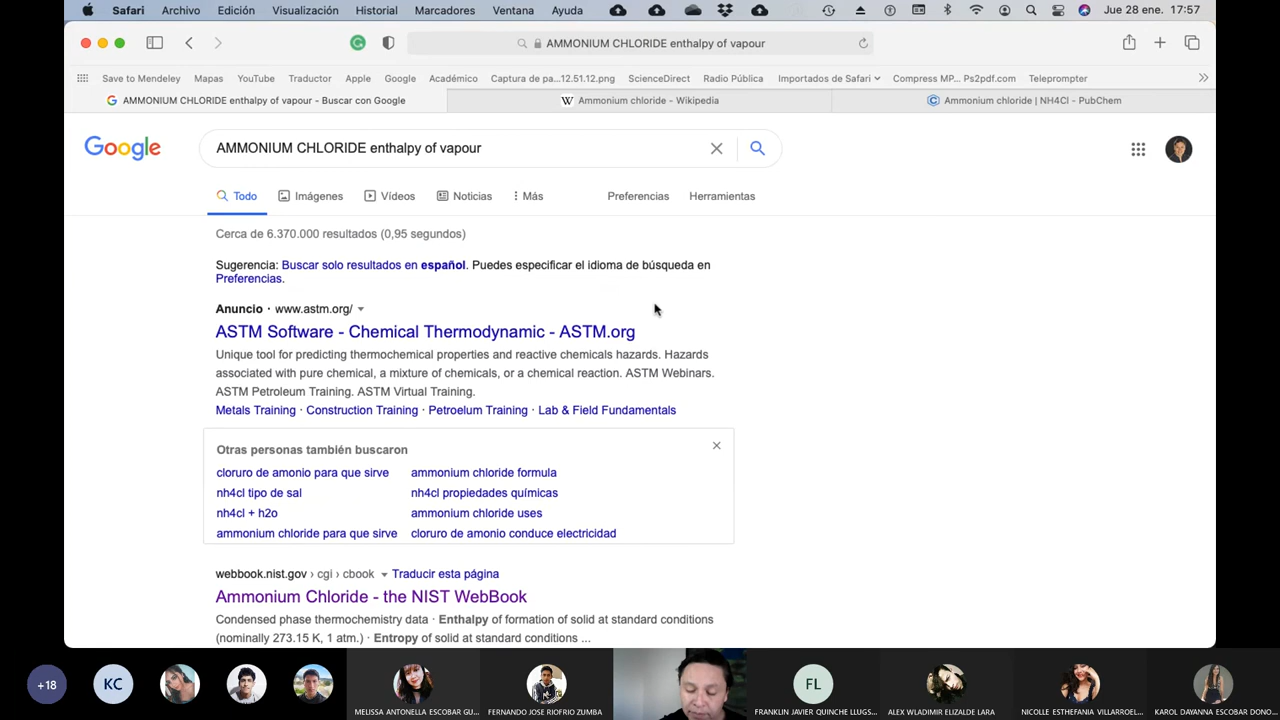 Safari Archivo Edición Visualización Historial Marcadores Ventana Ayuda Jue 28 ene. 17:57
AMMONIUM CHLORIDE enthalpy of vapour
Save to Mendeley Mapas YouTube Traductor Apple Google Académico Captura de pa...12.51.12.png ScienceDirect Radio Pública Importados de Safari Compress MP... Ps2pdf.com Teleprompter
AMMONIUM CHLORIDE enthalpy of vapour - Buscar con Google
Ammonium chloride - Wikipedia
Ammonium chloride | NH4Cl - PubChem
Google
AMMONIUM CHLORIDE enthalpy of vapour
Todo Imágenes Vídeos Noticias Más Preferencias Herramientas
Cerca de 6.370.000 resultados (0,95 segundos)
Sugerencia: Buscar solo resultados en español. Puedes especificar el idioma de búsqueda en
Preferencias.
Anuncio · www.astm.org/
ASTM Software - Chemical Thermodynamic - ASTM.org
Unique tool for predicting thermochemical properties and reactive chemicals hazards. Hazards
associated with pure chemical, a mixture of chemicals, or a chemical reaction. ASTM Webinars.
ASTM Petroleum Training. ASTM Virtual Training.
Metals Training · Construction Training · Petroelum Training · Lab & Field Fundamentals
Otras personas también buscaron
cloruro de amonio para que sirve ammonium chloride formula
nh4cl tipo de sal nh4cl propiedades químicas
nh4cl + h2o ammonium chloride uses
ammonium chloride para que sirve cloruro de amonio conduce electricidad
webbook.nist.gov › cgi › cbook Traducir esta página
Ammonium Chloride - the NIST WebBook
Condensed phase thermochemistry data · Enthalpy of formation of solid at standard conditions
(nominally 273.15 K, 1 atm.) · Entropy of solid at standard conditions ...
+18 KC FL
MELISSA ANTONELLA ESCOBAR GU... FERNANDO JOSE RIOFRIO ZUMBA FRANKLIN JAVIER QUINCHE LLUGS... ALEX WLADIMIR ELIZALDE LARA NICOLLE ESTHEFANIA VILLARROEL... KAROL DAYANNA ESCOBAR DONO...